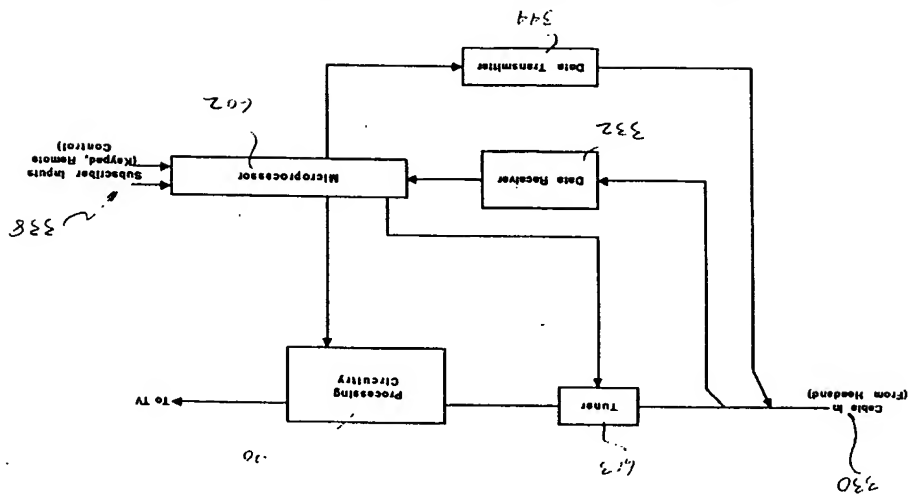 330
Cable In
(From Headend)
Tuner
Processing
Circuitry
To TV
338
332
Data Receiver
Microprocessor
Subscriber Inputs
(Keypad, Remote
Control)
602
Data Transmitter
344